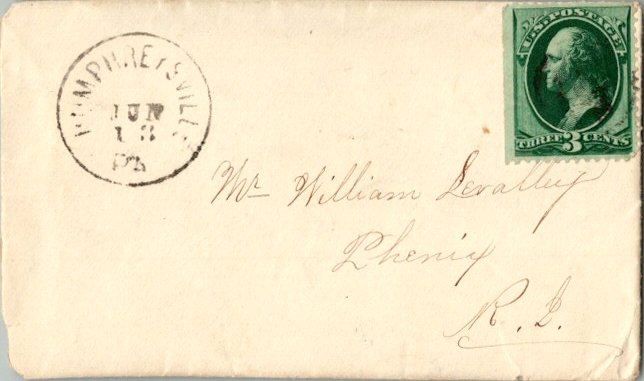 HUMPHREYSVILLE
JUN
13
Pa
U.S. POSTAGE
THREE 3 CENTS
Mr William Levalley
Phenix
R. I.